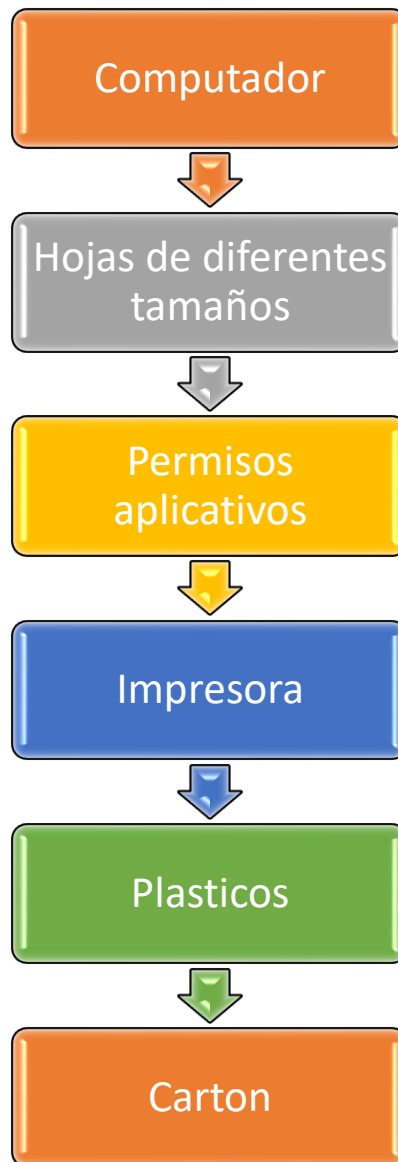 Computador
Hojas de diferentes
tamaños
Permisos
aplicativos
Impresora
Plasticos
Carton